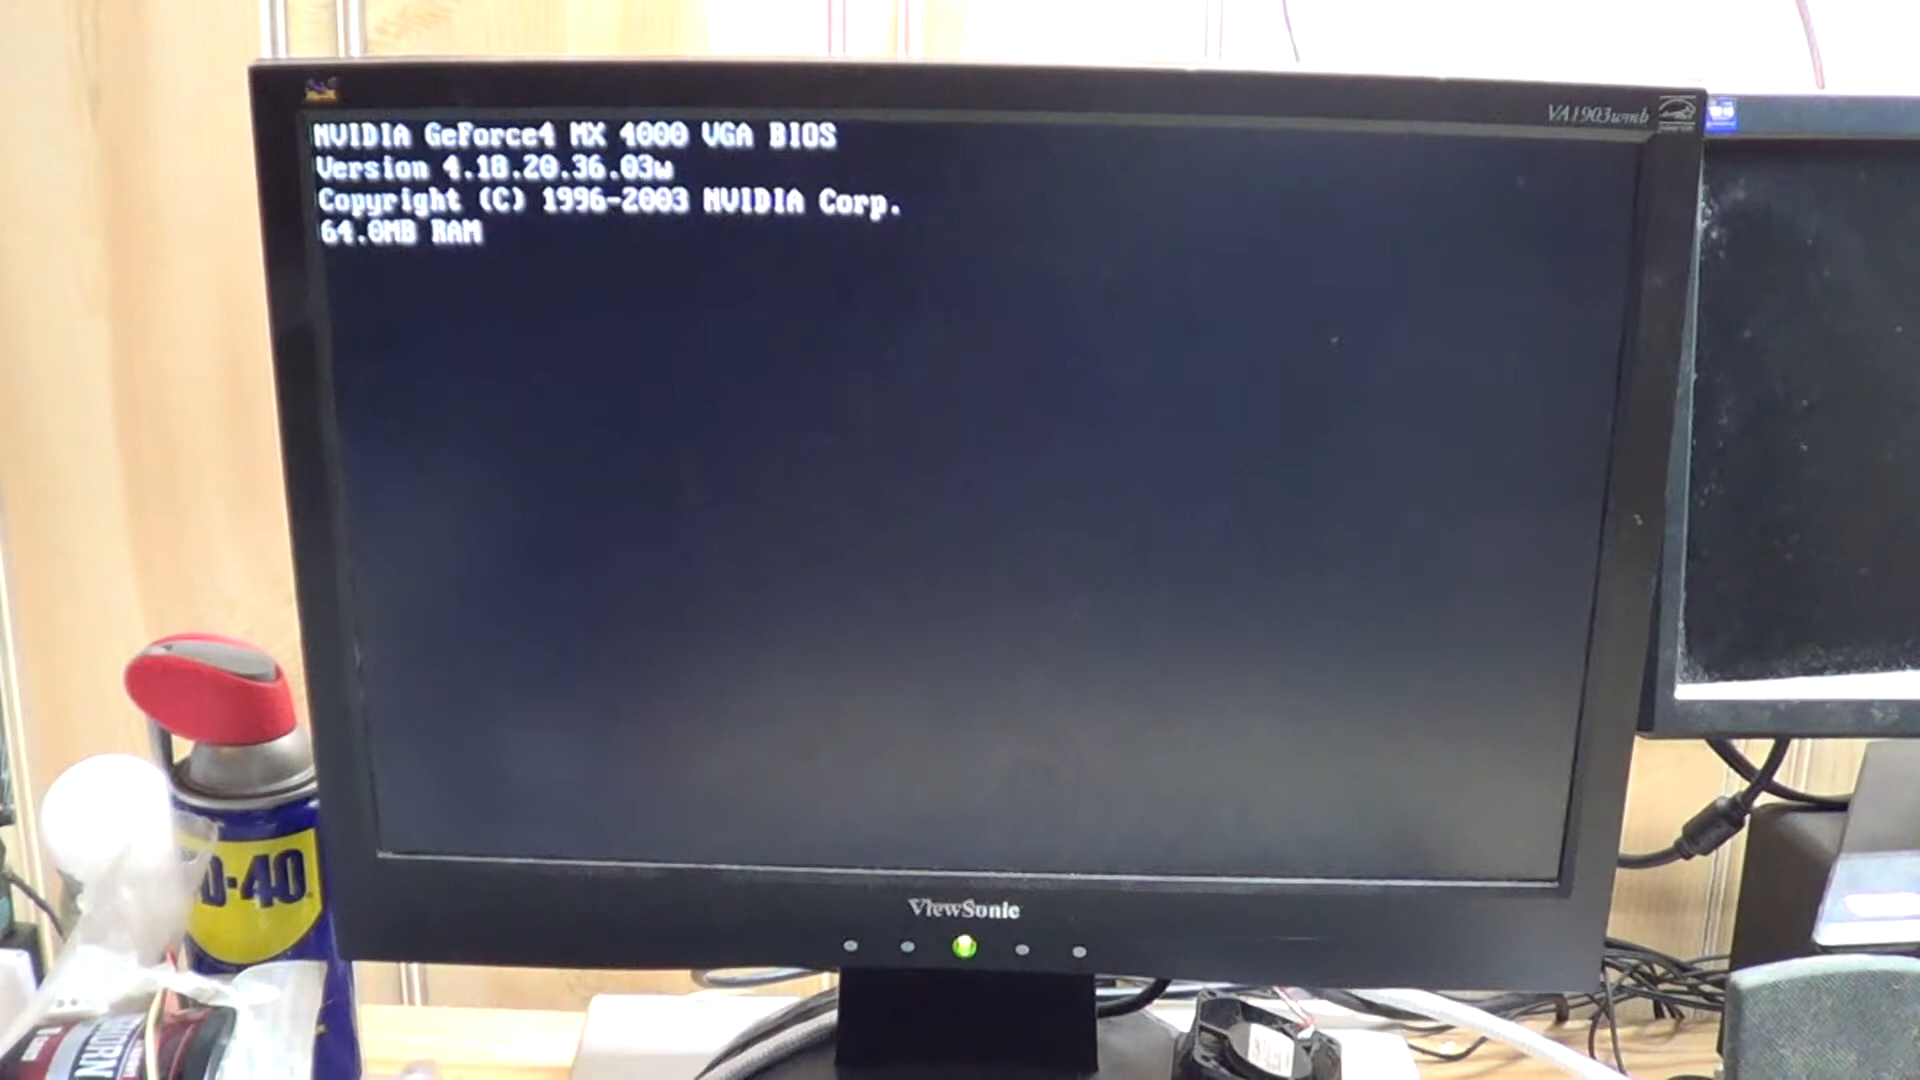 NVIDIA GeForce4 MX 4000 VGA BIOS
Version 4.18.20.36.03w
Copyright (C) 1996-2003 NVIDIA Corp.
64.0MB RAM
VA1903wmb
ViewSonic
D-40